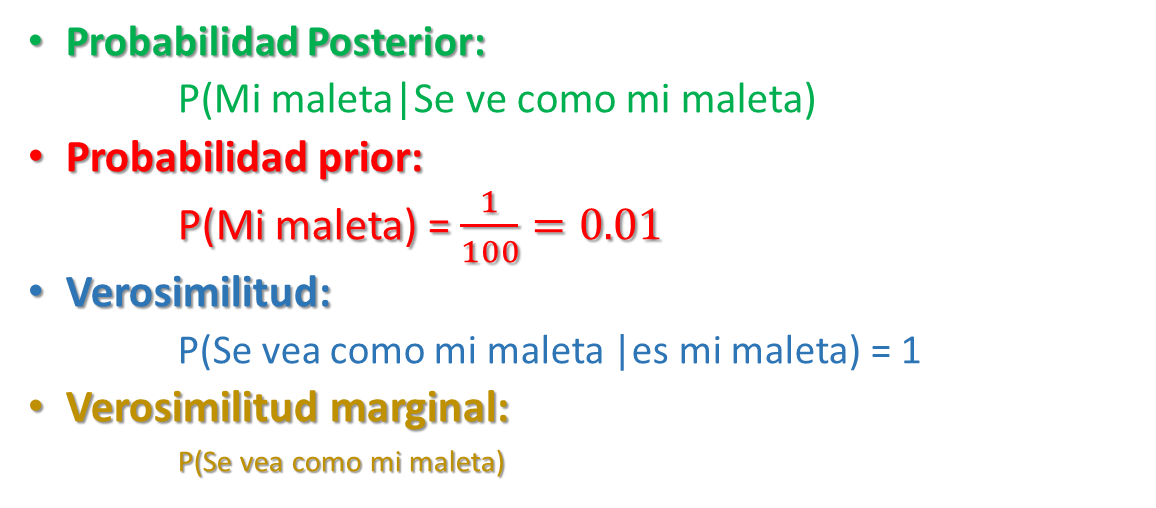 • Probabilidad Posterior:
P(Mi maleta|Se ve como mi maleta)
• Probabilidad prior:
P(Mi maleta) = 1/100 = 0.01
• Verosimilitud:
P(Se vea como mi maleta |es mi maleta) = 1
• Verosimilitud marginal:
P(Se vea como mi maleta)